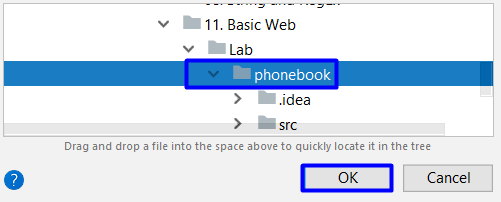 11. Basic Web
Lab
phonebook
.idea
src
Drag and drop a file into the space above to quickly locate it in the tree
?
OK
Cancel